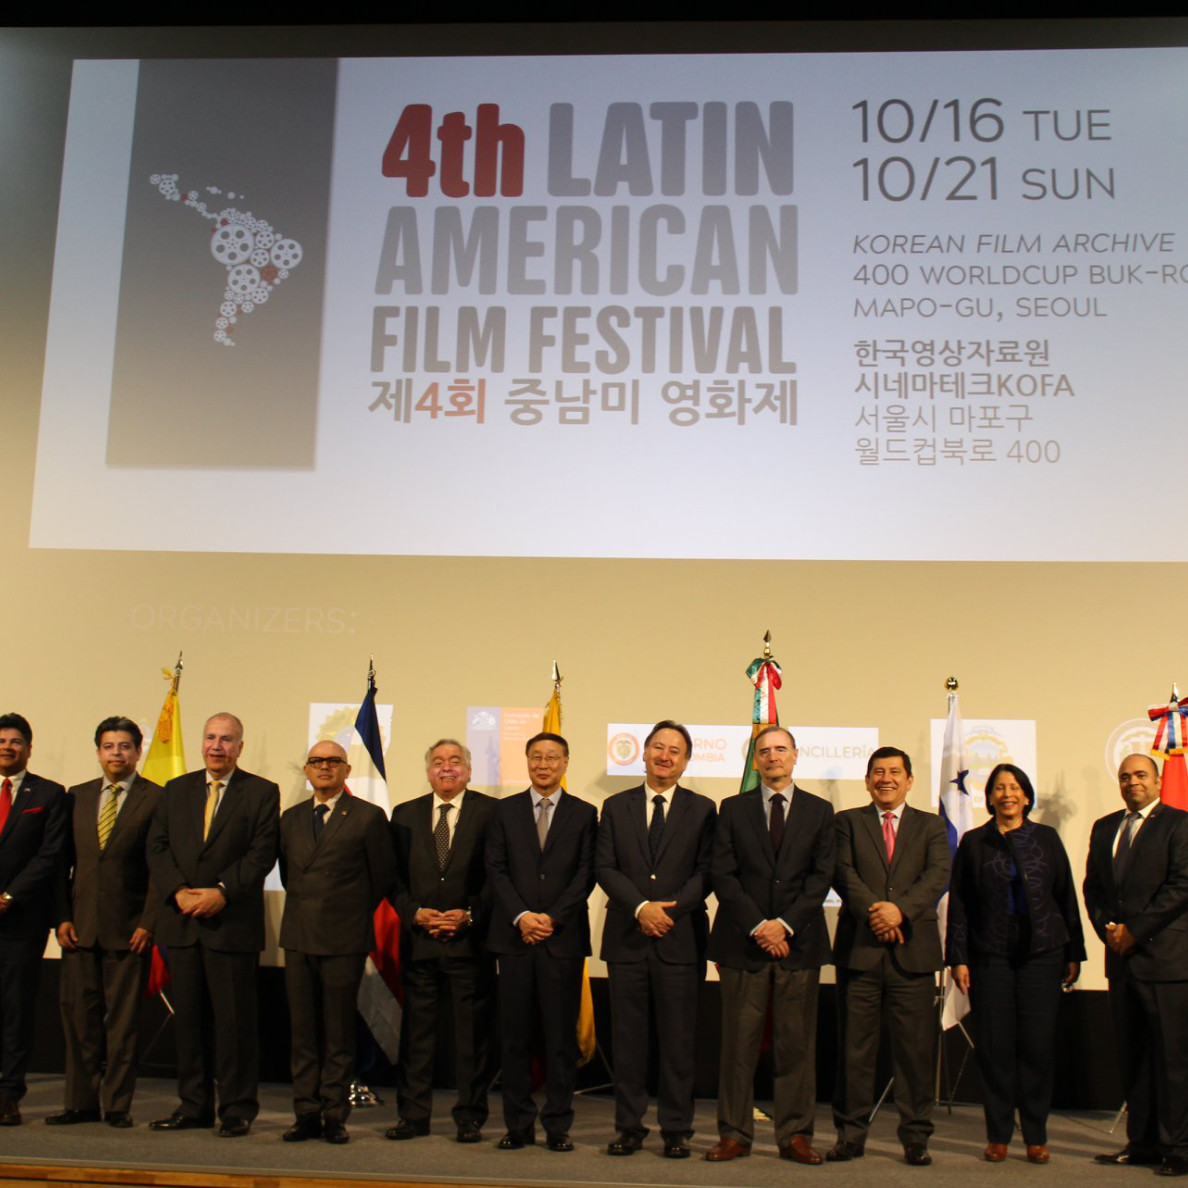 4th LATIN
AMERICAN
FILM FESTIVAL
제4회 중남미 영화제
10/16 TUE
10/21 SUN
KOREAN FILM ARCHIVE
400 WORLDCUP BUK-RO
MAPO-GU, SEOUL
한국영상자료원
시네마테크KOFA
서울시 마포구
월드컵북로 400
ORGANIZERS: